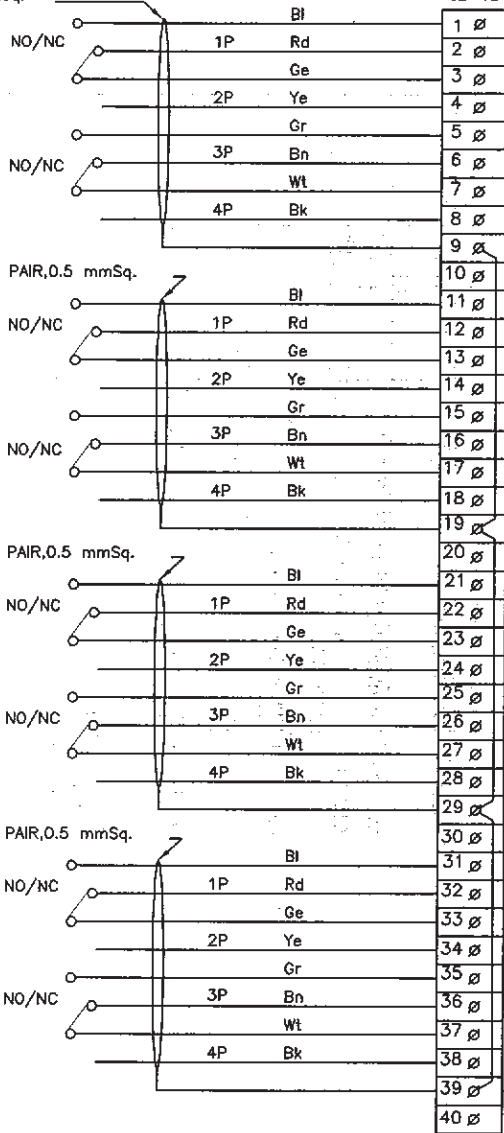 Bl 1 ø
NO/NC 1P Rd 2 ø
Ge 3 ø
2P Ye 4 ø
Gr 5 ø
NO/NC 3P Bn 6 ø
Wt 7 ø
4P Bk 8 ø
9 ø
PAIR,0.5 mmSq. 10 ø
Bl 11 ø
NO/NC 1P Rd 12 ø
Ge 13 ø
2P Ye 14 ø
Gr 15 ø
NO/NC 3P Bn 16 ø
Wt 17 ø
4P Bk 18 ø
19 ø
PAIR,0.5 mmSq. 20 ø
Bl 21 ø
NO/NC 1P Rd 22 ø
Ge 23 ø
2P Ye 24 ø
Gr 25 ø
NO/NC 3P Bn 26 ø
Wt 27 ø
4P Bk 28 ø
29 ø
PAIR,0.5 mmSq. 30 ø
Bl 31 ø
NO/NC 1P Rd 32 ø
Ge 33 ø
2P Ye 34 ø
Gr 35 ø
NO/NC 3P Bn 36 ø
Wt 37 ø
4P Bk 38 ø
39 ø
40 ø